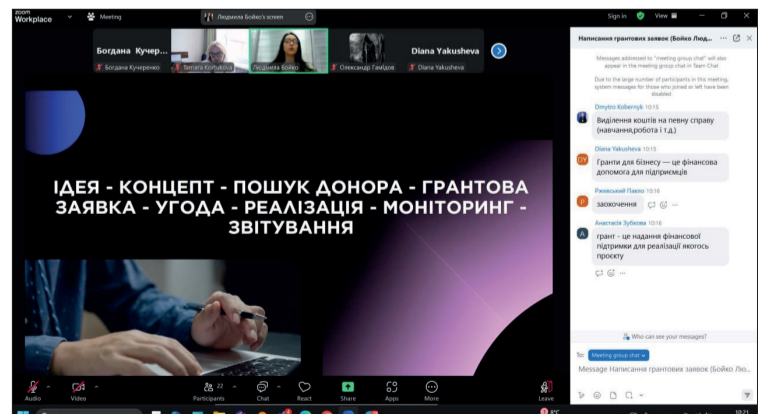 zoom
Workplace
Meeting
Людмила Бойко's screen
Sign in
View
Богдана Кучер...
Diana Yakusheva
Богдана Кучеренко
Tamara Kortukova
Людмила Бойко
Олександр Гамідов
Diana Yakusheva
ІДЕЯ - КОНЦЕПТ - ПОШУК ДОНОРА - ГРАНТОВА
ЗАЯВКА - УГОДА - РЕАЛІЗАЦІЯ - МОНІТОРИНГ -
ЗВІТУВАННЯ
Написання грантових заявок (Бойко Люд...
Messages addressed to "meeting group chat" will also
appear in the meeting group chat in Team Chat
Due to the large number of participants in this meeting,
system messages for those who joined or left have been
disabled
Dmytro Kobernyk 10:15
Виділення коштів на певну справу
(навчання,робота і т.д.)
Diana Yakusheva 10:15
DY
Гранти для бізнесу — це фінансова
допомога для підприємців
Ржевський Павло 10:16
P
заохочення
Анастасія Зубкова 10:16
A
грант - це надання фінансової
підтримки для реалізації якогось
проєкту
Who can see your messages?
To: Meeting group chat
Message Написання грантових заявок (Бойко Лю...
Audio
Video
22
Participants
Chat
React
Share
Apps
More
Leave
8°C
10:21